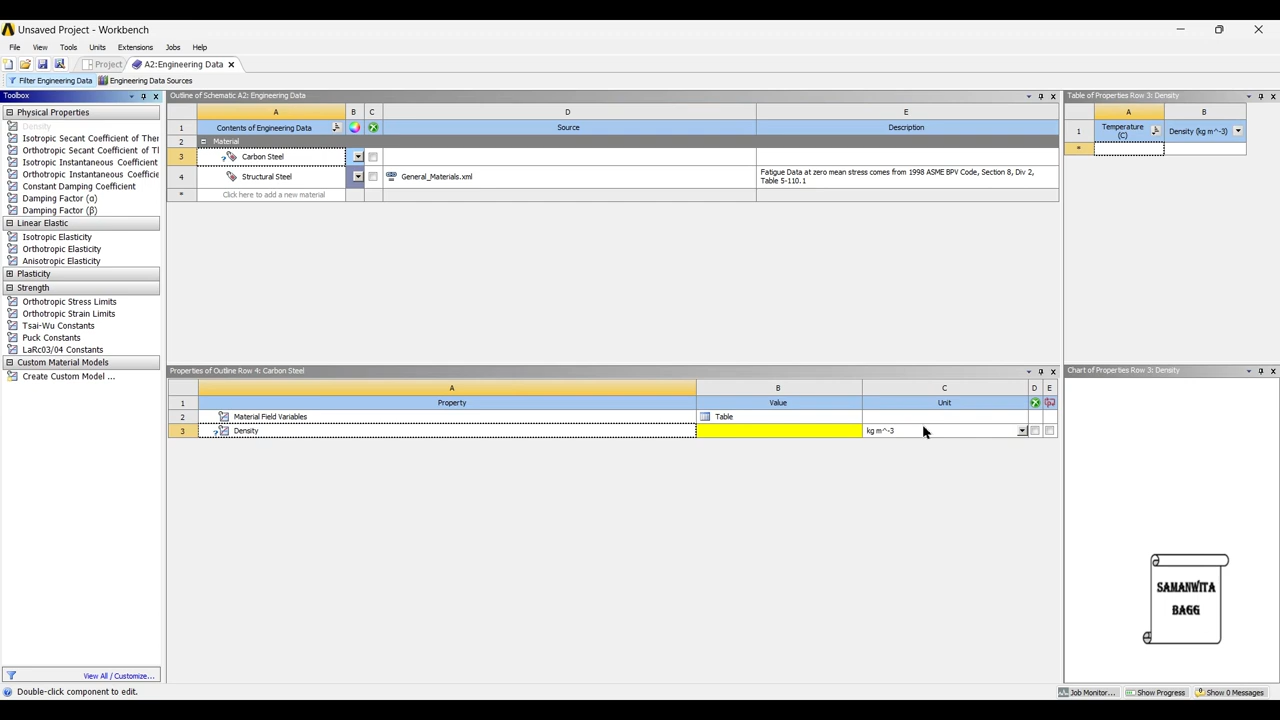 Unsaved Project - Workbench
File View Tools Units Extensions Jobs Help
Project A2:Engineering Data
Filter Engineering Data Engineering Data Sources
Toolbox
Physical Properties
Density
Isotropic Secant Coefficient of Ther
Orthotropic Secant Coefficient of Tl
Isotropic Instantaneous Coefficient
Orthotropic Instantaneous Coefficie
Constant Damping Coefficient
Damping Factor (α)
Damping Factor (β)
Linear Elastic
Isotropic Elasticity
Orthotropic Elasticity
Anisotropic Elasticity
Plasticity
Strength
Orthotropic Stress Limits
Orthotropic Strain Limits
Tsai-Wu Constants
Puck Constants
LaRc03/04 Constants
Custom Material Models
Create Custom Model ...
View All / Customize...
Outline of Schematic A2: Engineering Data
A B C D E
1 Contents of Engineering Data Source Description
2 Material
3 Carbon Steel
4 Structural Steel General_Materials.xml Fatigue Data at zero mean stress comes from 1998 ASME BPV Code, Section 8, Div 2,
Table 5-110.1
* Click here to add a new material
Properties of Outline Row 4: Carbon Steel
A B C D E
1 Property Value Unit
2 Material Field Variables Table
3 Density kg m^-3
Table of Properties Row 3: Density
A B
1 Temperature
(C) Density (kg m^-3)
*
Chart of Properties Row 3: Density
SAMANWITA
BAGG
Double-click component to edit.
Job Monitor... Show Progress Show 0 Messages